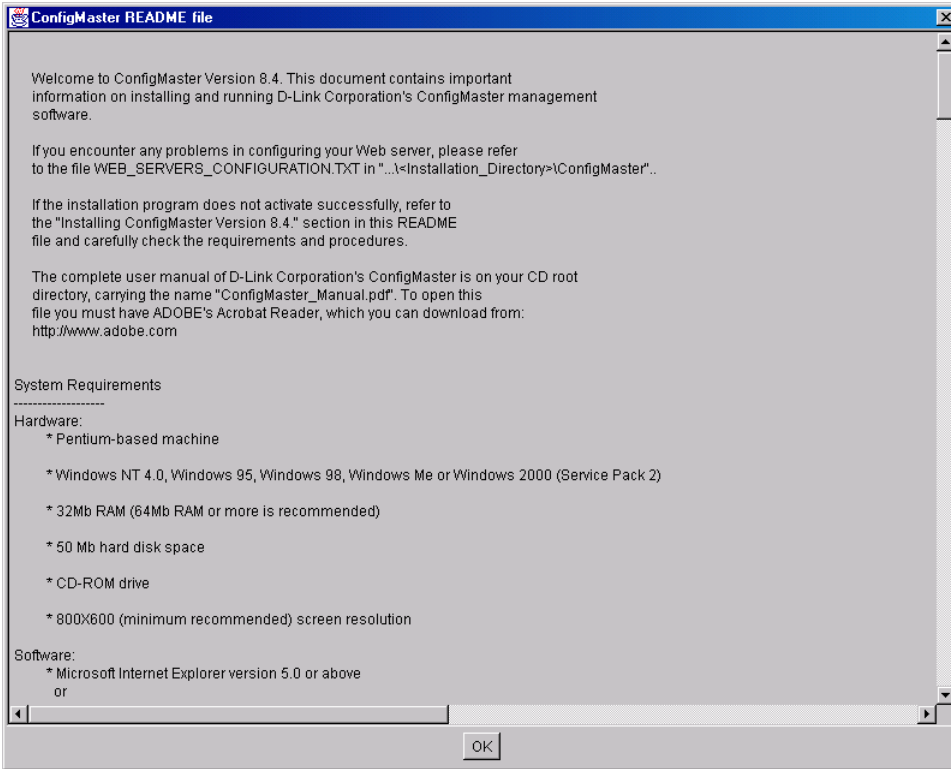 ConfigMaster README file
Welcome to ConfigMaster Version 8.4. This document contains important
information on installing and running D-Link Corporation's ConfigMaster management
software.
If you encounter any problems in configuring your Web server, please refer
to the file WEB_SERVERS_CONFIGURATION.TXT in "...\<Installation_Directory>\ConfigMaster"..
If the installation program does not activate successfully, refer to
the "Installing ConfigMaster Version 8.4." section in this README
file and carefully check the requirements and procedures.
The complete user manual of D-Link Corporation's ConfigMaster is on your CD root
directory, carrying the name "ConfigMaster_Manual.pdf". To open this
file you must have ADOBE's Acrobat Reader, which you can download from:
http://www.adobe.com
System Requirements
-------------------
Hardware:
* Pentium-based machine
* Windows NT 4.0, Windows 95, Windows 98, Windows Me or Windows 2000 (Service Pack 2)
* 32Mb RAM (64Mb RAM or more is recommended)
* 50 Mb hard disk space
* CD-ROM drive
* 800X600 (minimum recommended) screen resolution
Software:
* Microsoft Internet Explorer version 5.0 or above
or
OK